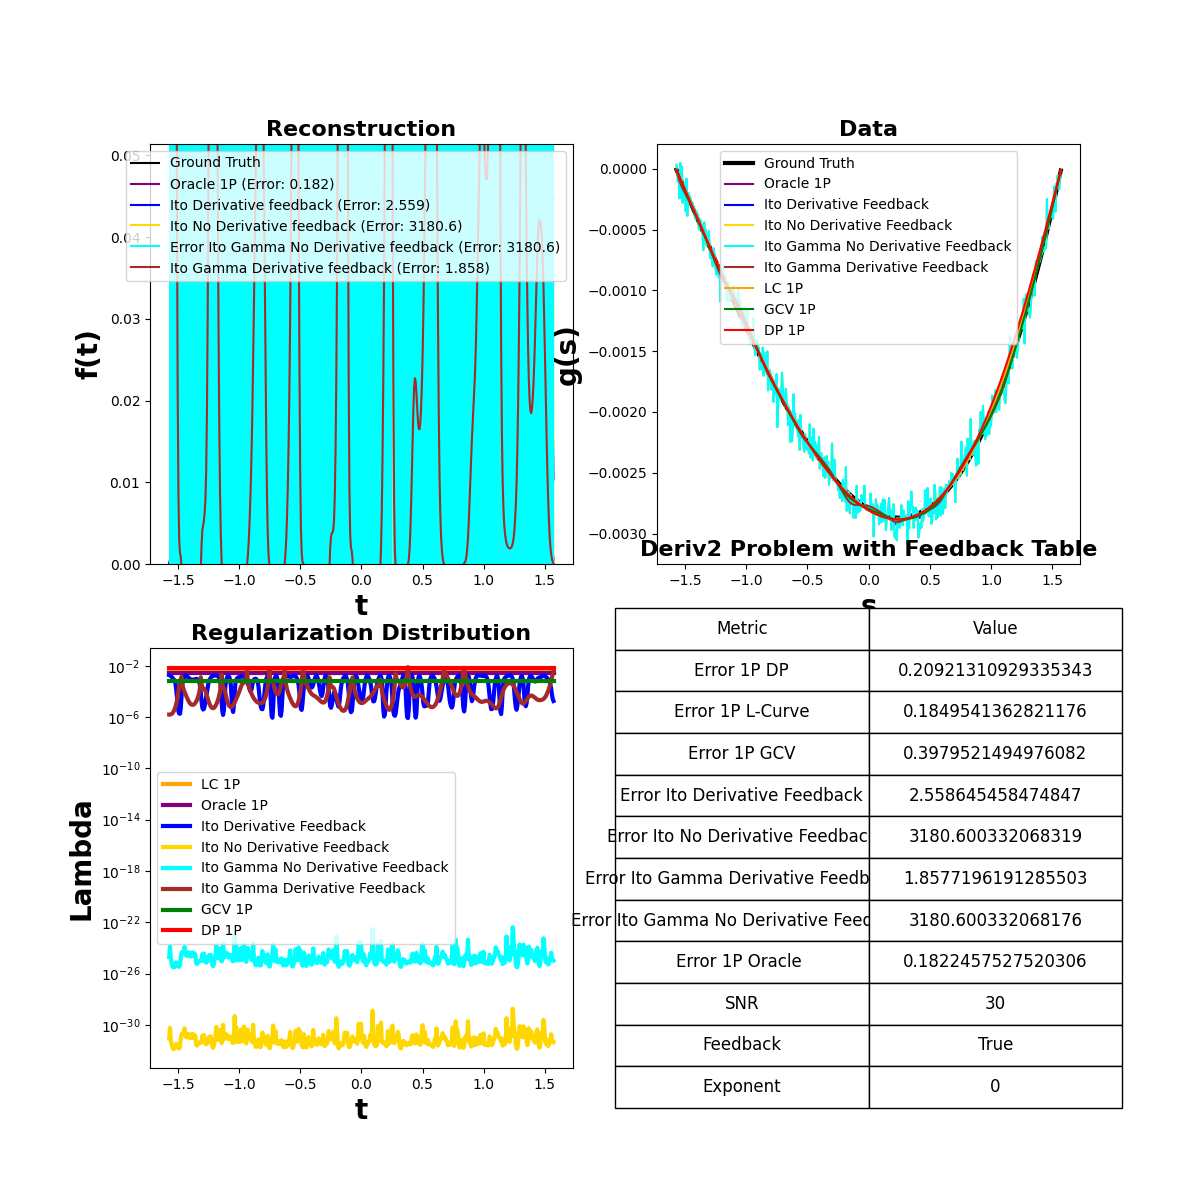 Reconstruction
f(t)
0.05
0.04
0.03
0.02
0.01
0.00
Ground Truth
Oracle 1P (Error: 0.182)
Ito Derivative feedback (Error: 2.559)
Ito No Derivative feedback (Error: 3180.6)
Error Ito Gamma No Derivative feedback (Error: 3180.6)
Ito Gamma Derivative feedback (Error: 1.858)
−1.5 −1.0 −0.5 0.0 0.5 1.0 1.5
t
Data
g(s)
0.0000
−0.0005
−0.0010
−0.0015
−0.0020
−0.0025
−0.0030
Ground Truth
Oracle 1P
Ito Derivative Feedback
Ito No Derivative Feedback
Ito Gamma No Derivative Feedback
Ito Gamma Derivative Feedback
LC 1P
GCV 1P
DP 1P
−1.5 −1.0 −0.5 0.0 0.5 1.0 1.5
s
Regularization Distribution
Lambda
10−2
10−6
10−10
10−14
10−18
10−22
10−26
10−30
LC 1P
Oracle 1P
Ito Derivative Feedback
Ito No Derivative Feedback
Ito Gamma No Derivative Feedback
Ito Gamma Derivative Feedback
GCV 1P
DP 1P
−1.5 −1.0 −0.5 0.0 0.5 1.0 1.5
t
Deriv2 Problem with Feedback Table
Metric Value
Error 1P DP 0.20921310929335343
Error 1P L-Curve 0.1849541362821176
Error 1P GCV 0.3979521494976082
Error Ito Derivative Feedback 2.558645458474847
Error Ito No Derivative Feedbac 3180.600332068319
Error Ito Gamma Derivative Feedb 1.8577196191285503
Error Ito Gamma No Derivative Feed 3180.600332068176
Error 1P Oracle 0.1822457527520306
SNR 30
Feedback True
Exponent 0